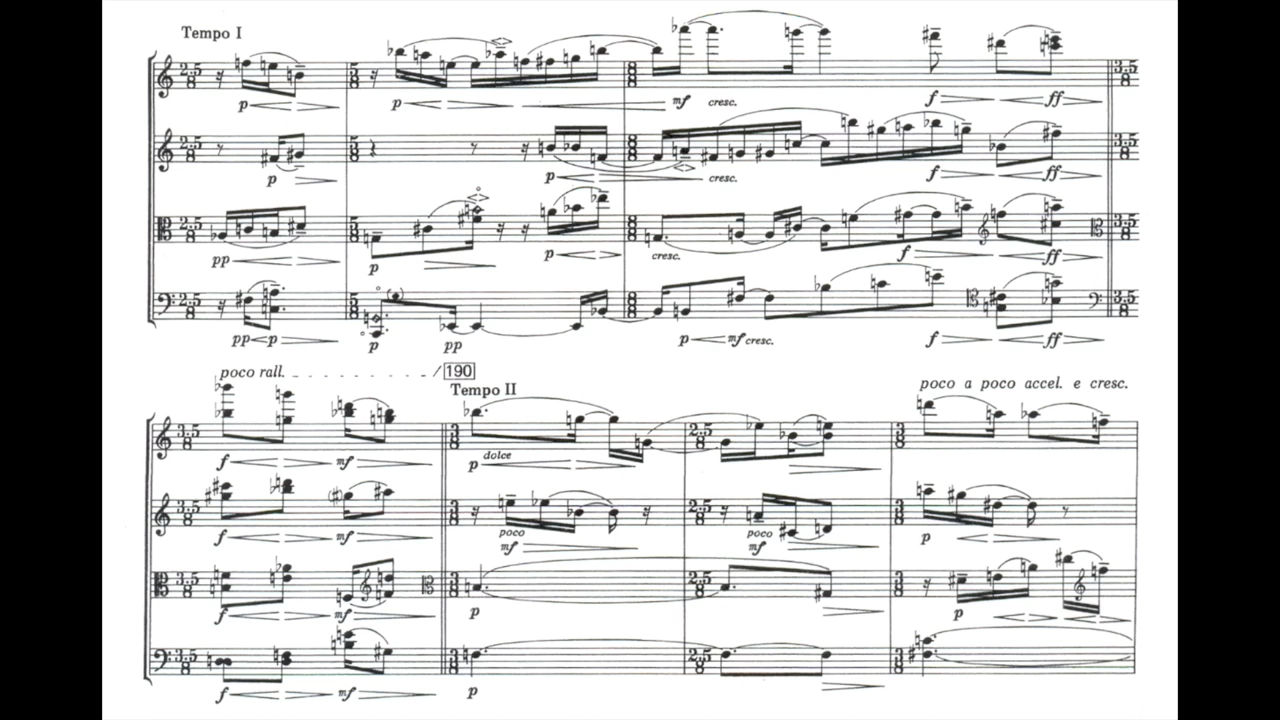 Tempo I
p p mf cresc. f ff
p p cresc. f ff
pp p p cresc. f ff
pp p p pp p mf cresc. f ff
poco rall. 190
Tempo II poco a poco accel. e cresc.
f mf p dolce
f mf poco mf poco mf p
f mf p p
f mf p